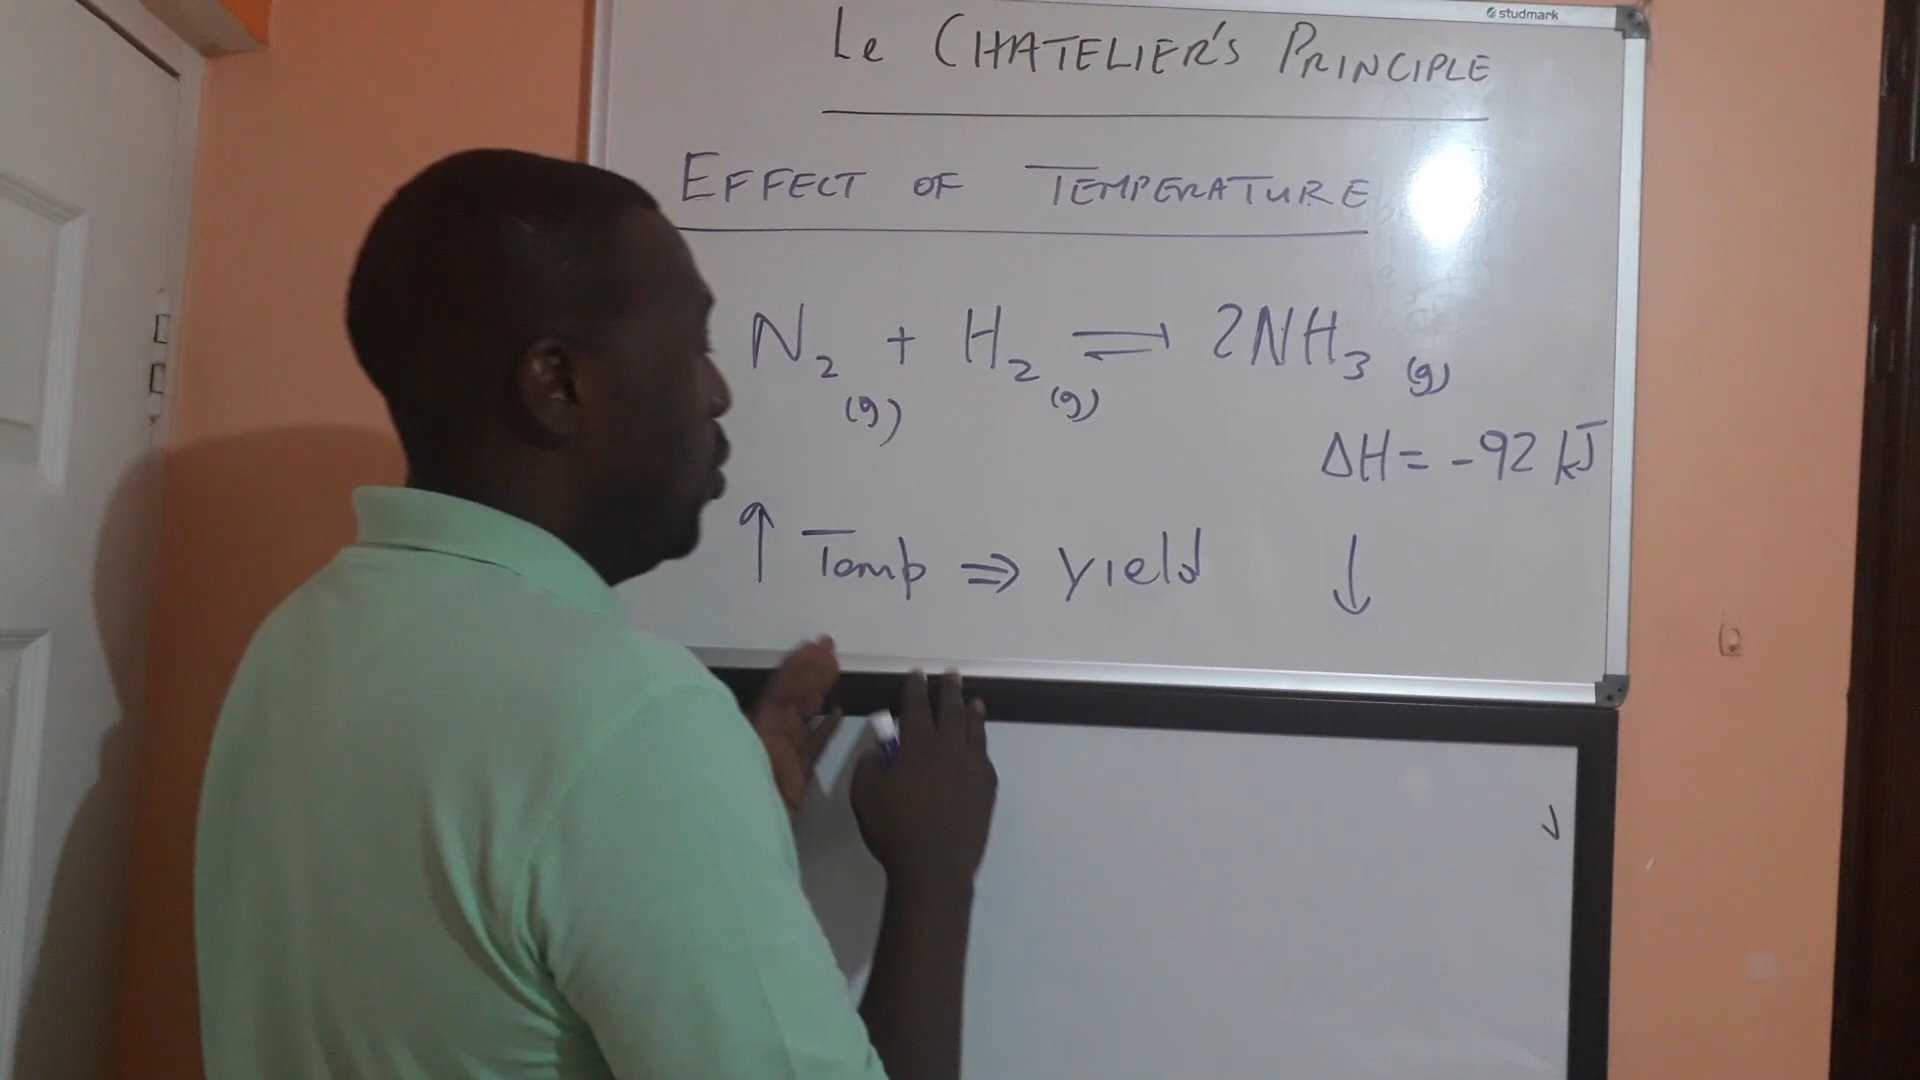 studmark
Le CHATELIER'S PRINCIPLE
EFFECT OF TEMPERATURE
N₂ (g) + H₂ (g) ⇌ 2NH₃ (g)
ΔH = -92 kJ
↑ Temp ⇒ yield ↓